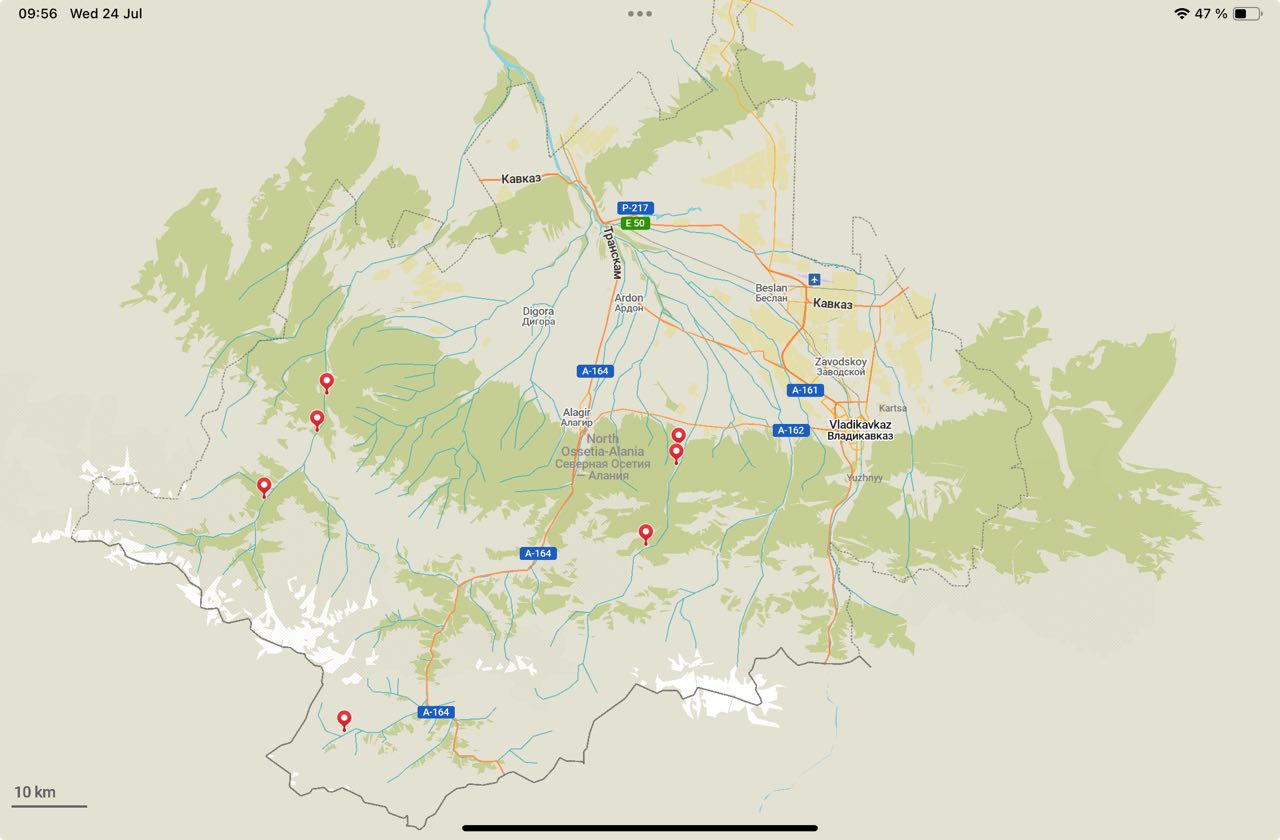 09:56 Wed 24 Jul
47 %
Кавказ
P-217
E 50
Транскам
Beslan
Беслан
Кавказ
Ardon
Ардон
Digora
Дигора
Zavodskoy
Заводской
A-164
A-161
Kartsa
Alagir
Алагир
Vladikavkaz
Владикавказ
A-162
North
Ossetia-Alania
Северная Осетия
— Алания
Yuzhnyy
A-164
A-164
10 km